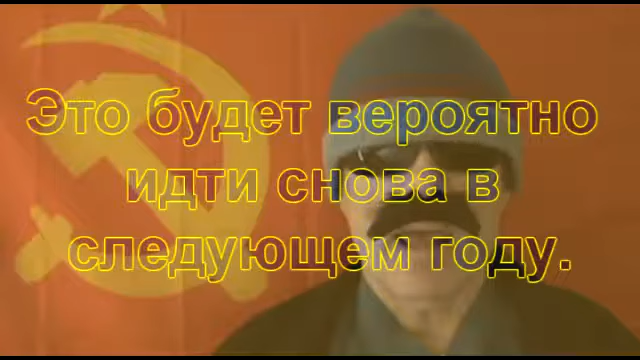 Это будет вероятно
идти снова в
следующем году.